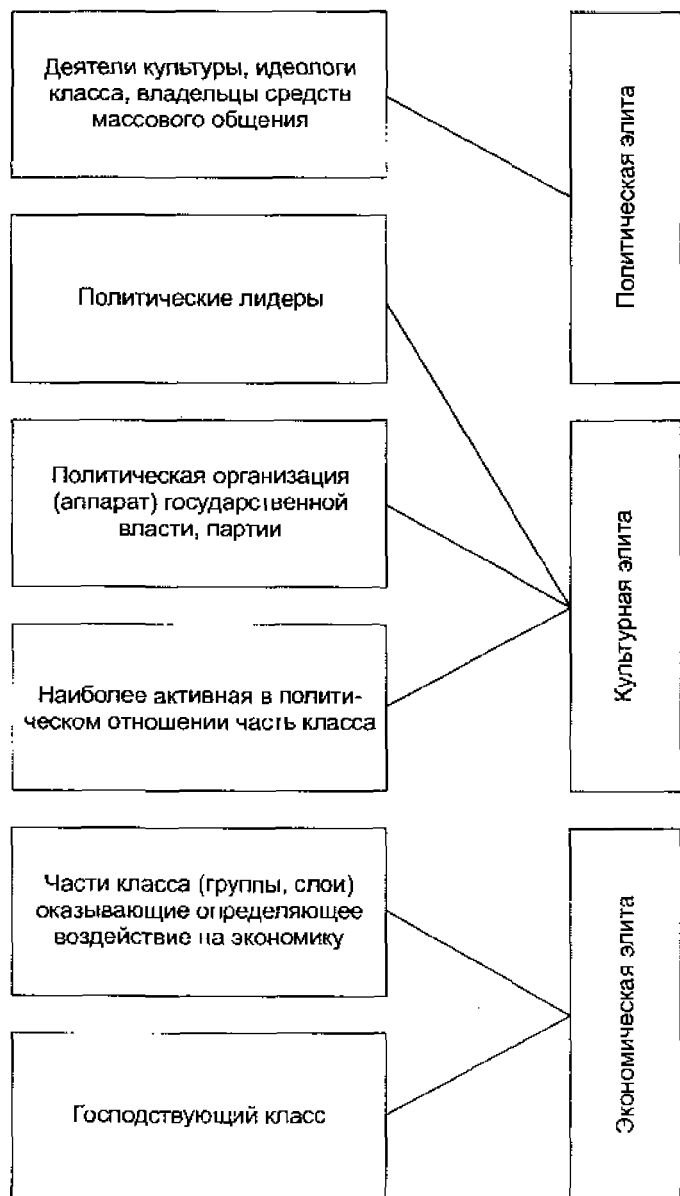 Деятели культуры, идеологи
класса, владельцы средств
массового общения
Политическая элита
Политические лидеры
Политическая организация
(аппарат) государственной
власти, партии
Культурная элита
Наиболее активная в полити-
ческом отношении часть класса
Части класса (группы, слои)
оказывающие определяющее
воздействие на экономику
Экономическая элита
Господствующий класс